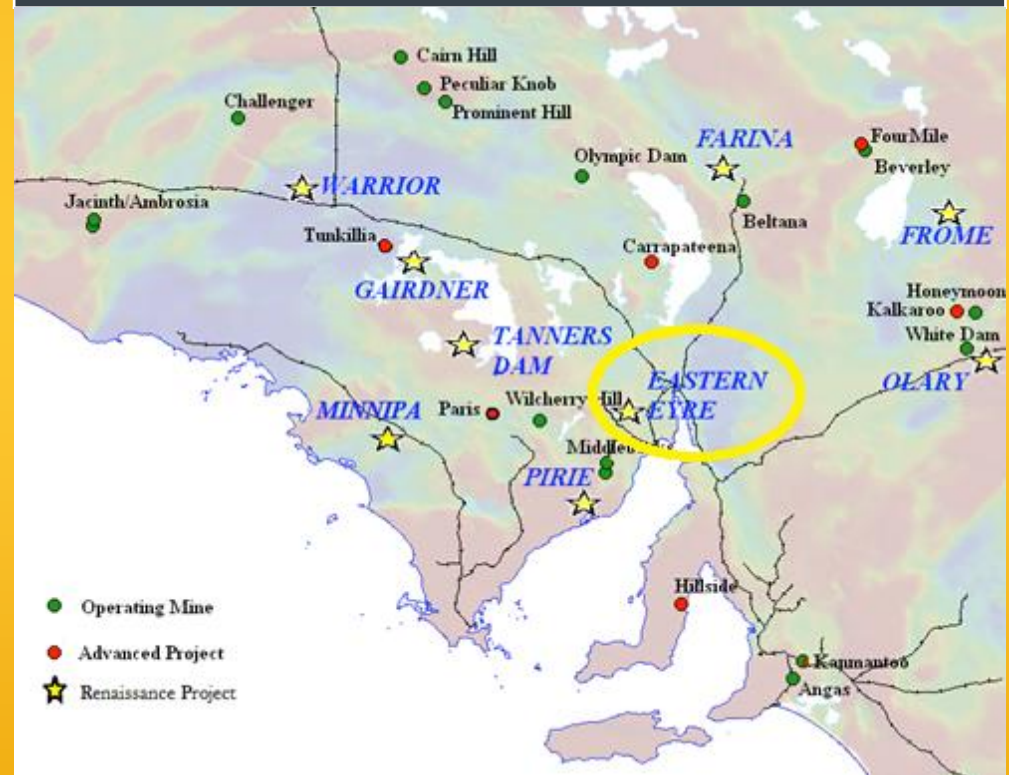 Cairn Hill
Peculiar Knob
Prominent Hill
Challenger
FARINA
FourMile
Beverley
Olympic Dam
WARRIOR
Jacinth/Ambrosia
Beltana
FROME
Tunkillia
Carrapateena
GAIRDNER
Honeymoon
Kalkaroo
White Dam
TANNERS
DAM
EASTERN
EYRE
OLARY
Wilcherry Hill
MINNIPA
Paris
PIRIE
Hillside
Operating Mine
Advanced Project
Renaissance Project
Kanmantoo
Angas